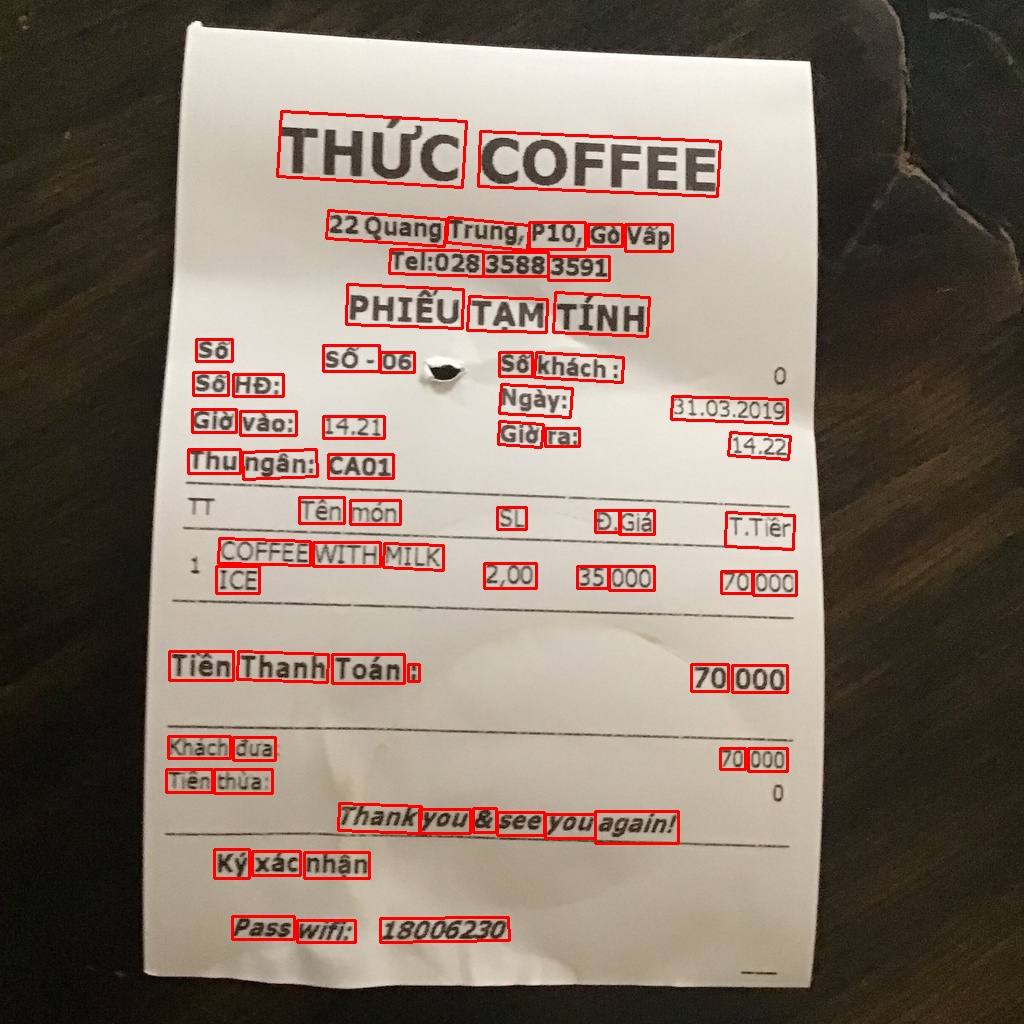 THỨC COFFEE
22 Quang Trung, P10, Gò Vấp
Tel:028 3588 3591
PHIẾU TẠM TÍNH
Số SỐ - 06 Số khách : 0
Số HĐ: Ngày: 31.03.2019
Giờ vào: 14.21 Giờ ra: 14.22
Thu ngân: CA01
TT Tên món SL Đ.Giá T.Tiền
1 COFFEE WITH MILK 2,00 35 000 70 000
ICE
Tiền Thanh Toán : 70 000
Khách đưa 70 000
Tiền thừa: 0
Thank you & see you again!
Ký xác nhận
Pass wifi: 18006230